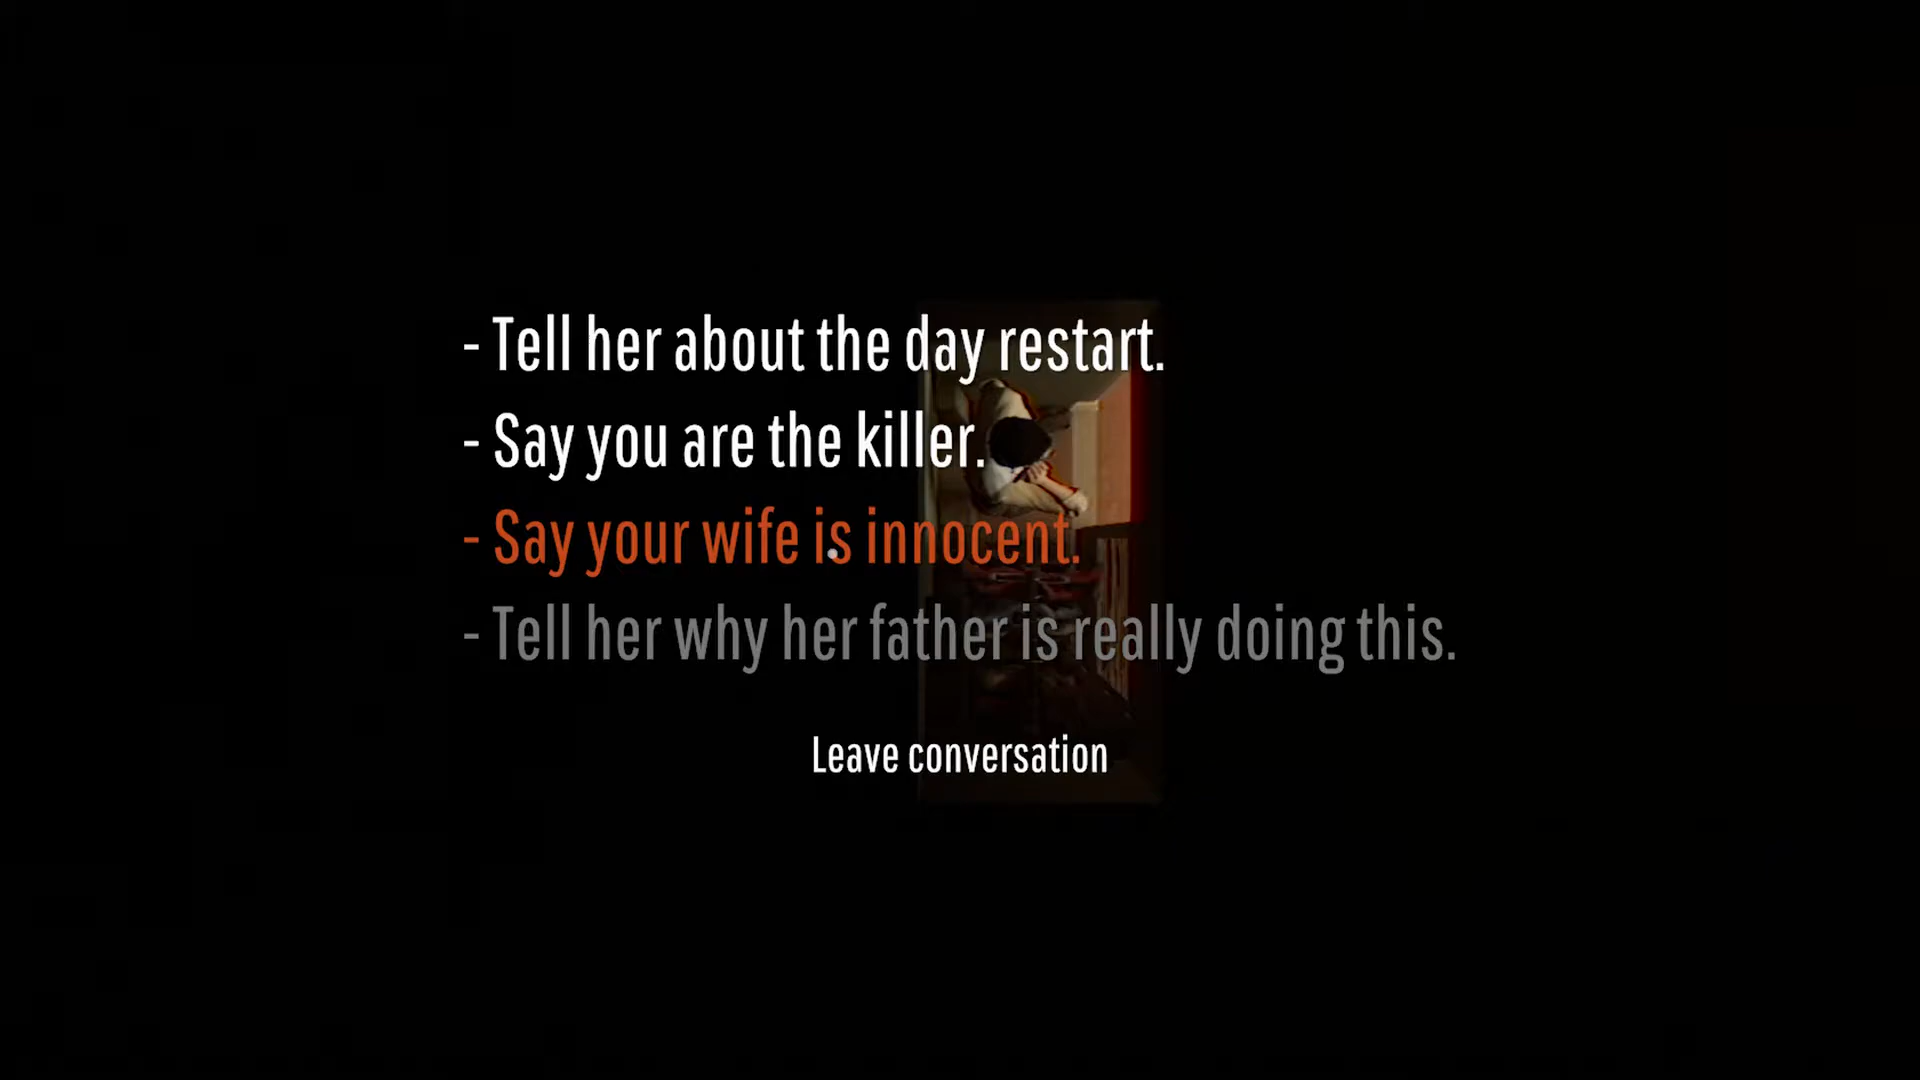 - Tell her about the day restart.
- Say you are the killer.
- Say your wife is innocent.
- Tell her why her father is really doing this.
Leave conversation